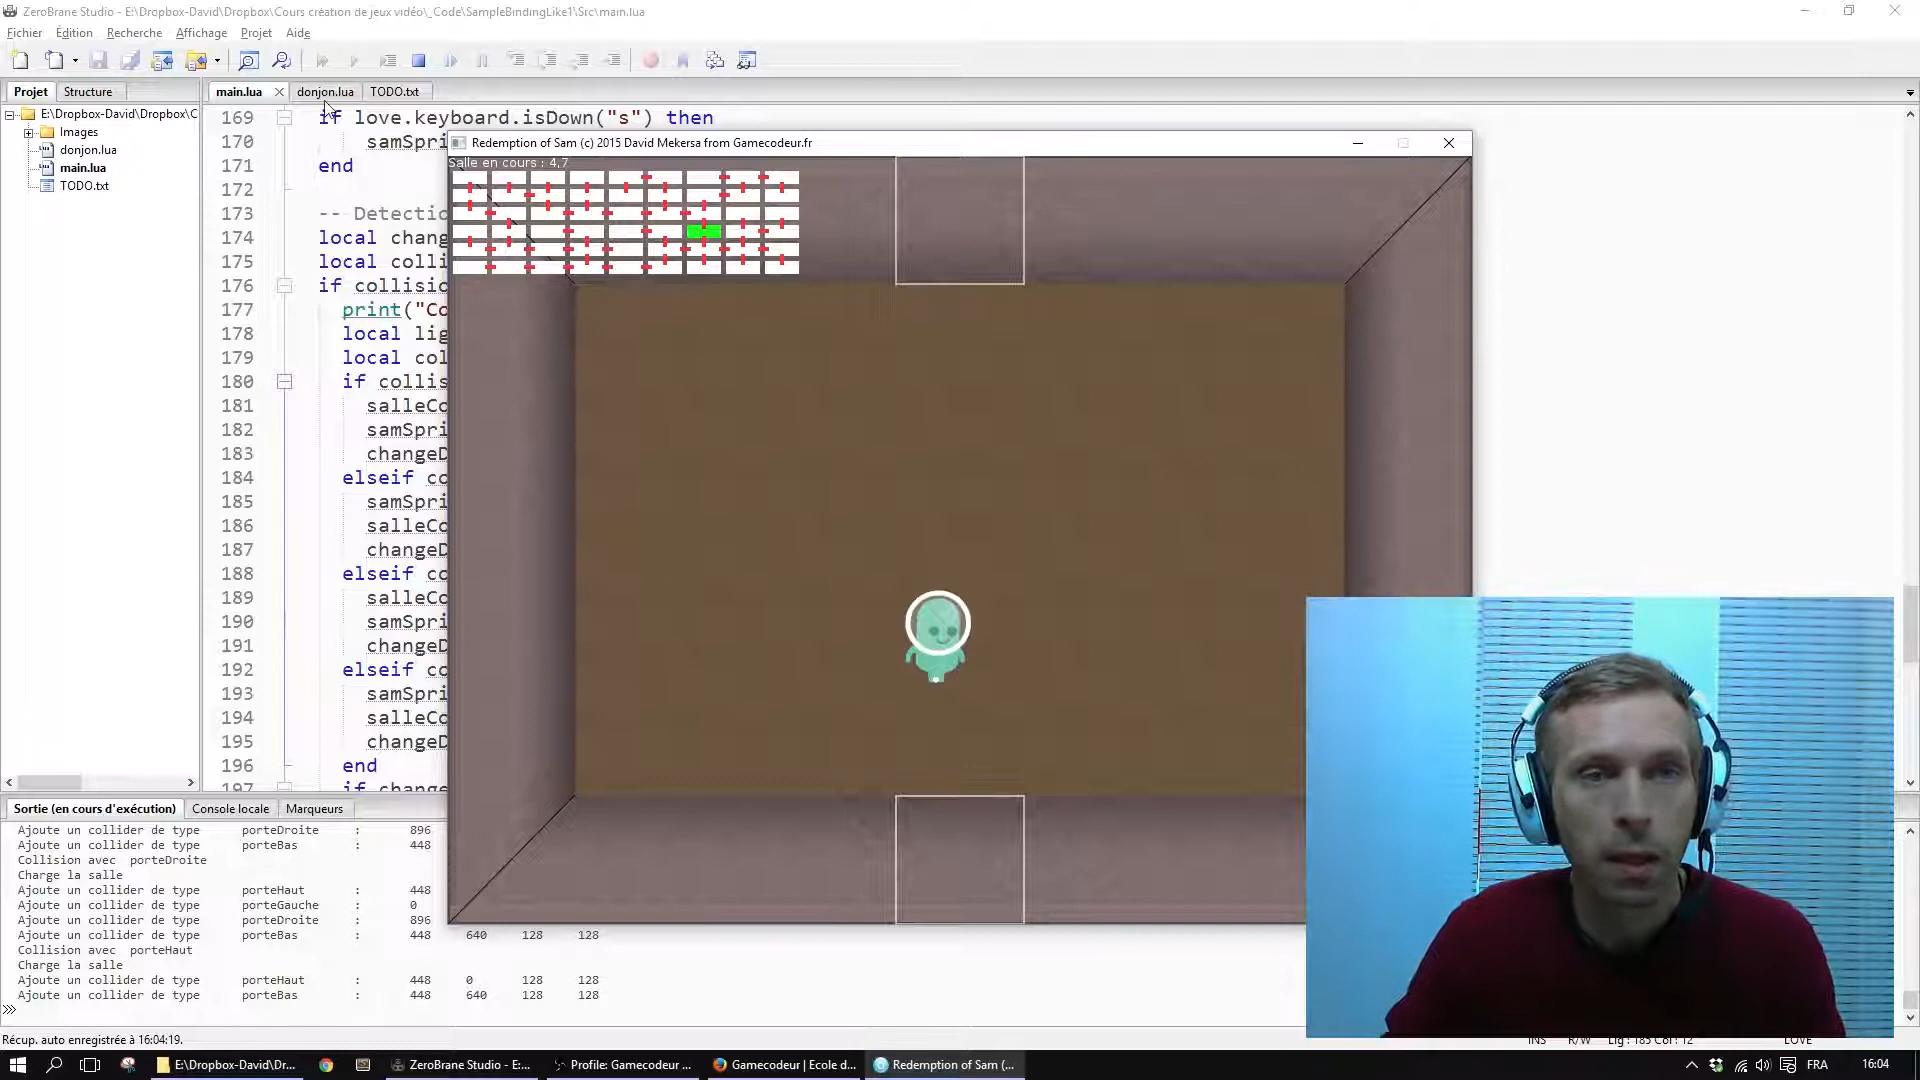 ZeroBrane Studio - E:\Dropbox-David\Dropbox\Cours création de jeux vidéo\_Code\SampleBindingLike1\Src\main.lua
Fichier Édition Recherche Affichage Projet Aide
Projet Structure main.lua donjon.lua TODO.txt
E:\Dropbox-David\Dropbox\C
Images
donjon.lua
main.lua
TODO.txt
169 if love.keyboard.isDown("s") then
170 samSpri
171 end
172
173 -- Detectio
174 local chang
175 local colli
176 if collisio
177 print("Co
178 local lig
179 local col
180 if collis
181 salleCo
182 samSpri
183 changeD
184 elseif co
185 samSpri
186 salleCo
187 changeD
188 elseif co
189 salleCo
190 samSpri
191 changeD
192 elseif co
193 samSpri
194 salleCo
195 changeD
196 end
197 if change
Redemption of Sam (c) 2015 David Mekersa from Gamecodeur.fr
Salle en cours : 4,7
Sortie (en cours d'exécution) Console locale Marqueurs
Ajoute un collider de type porteDroite : 896
Ajoute un collider de type porteBas : 448
Collision avec porteDroite
Charge la salle
Ajoute un collider de type porteHaut : 448
Ajoute un collider de type porteGauche : 0
Ajoute un collider de type porteDroite : 896
Ajoute un collider de type porteBas : 448 640 128 128
Collision avec porteHaut
Charge la salle
Ajoute un collider de type porteHaut : 448 0 128 128
Ajoute un collider de type porteBas : 448 640 128 128
Récup. auto enregistrée à 16:04:19.
INS R/W Lig : 185 Col : 12 LÖVE
E:\Dropbox-David\Dr... ZeroBrane Studio - E:... Profile: Gamecodeur ... Gamecodeur | Ecole d... Redemption of Sam (... FRA 16:04